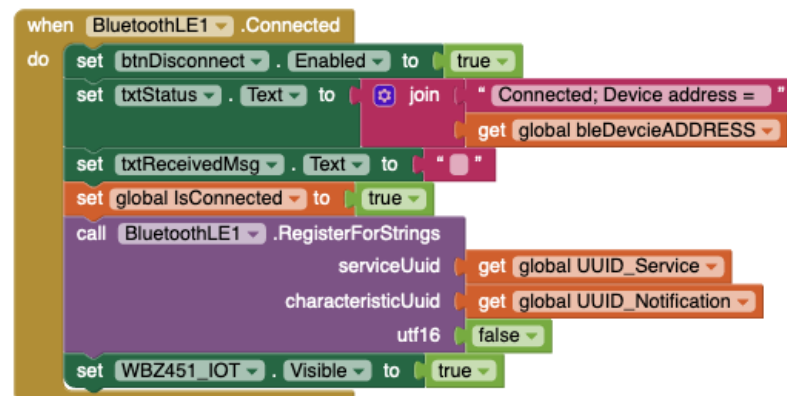 when BluetoothLE1 .Connected
do set btnDisconnect . Enabled to true
set txtStatus . Text to join " Connected; Device address = "
get global bleDevcieADDRESS
set txtReceivedMsg . Text to " "
set global IsConnected to true
call BluetoothLE1 .RegisterForStrings
serviceUuid get global UUID_Service
characteristicUuid get global UUID_Notification
utf16 false
set WBZ451_IOT . Visible to true